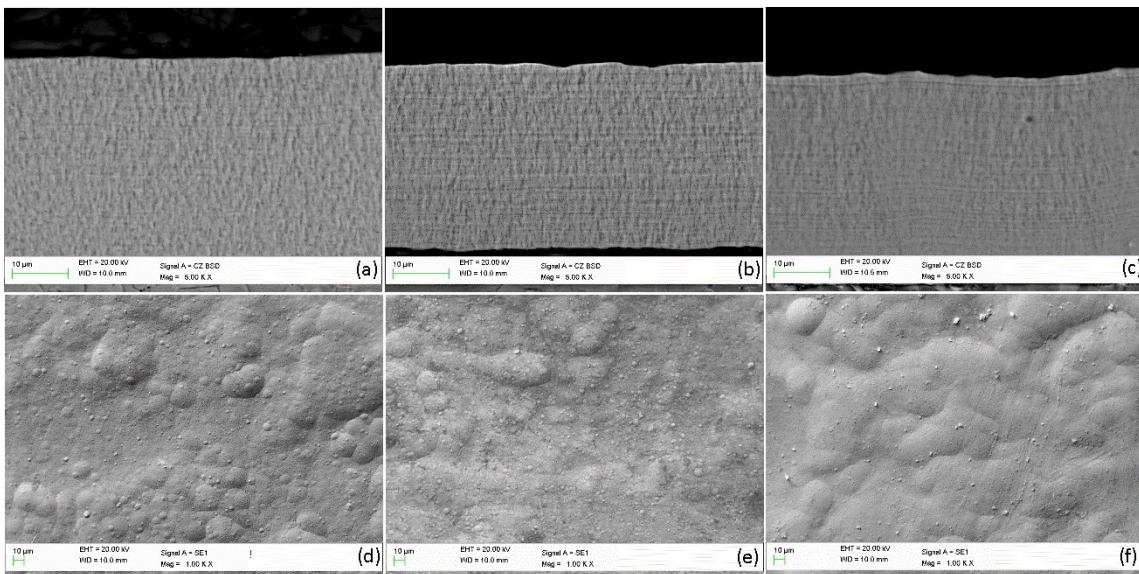 10 µm EHT = 20.00 kV Signal A = CZ BSD
WD = 10.0 mm Mag = 5.00 K X (a)
10 µm EHT = 20.00 kV Signal A = CZ BSD
WD = 10.0 mm Mag = 5.00 K X (b)
10 µm EHT = 20.00 kV Signal A = CZ BSD
WD = 10.5 mm Mag = 5.00 K X (c)
10 µm EHT = 20.00 kV Signal A = SE1
WD = 10.0 mm Mag = 1.00 K X (d)
10 µm EHT = 20.00 kV Signal A = SE1
WD = 10.0 mm Mag = 1.00 K X (e)
10 µm EHT = 20.00 kV Signal A = SE1
WD = 10.0 mm Mag = 1.00 K X (f)